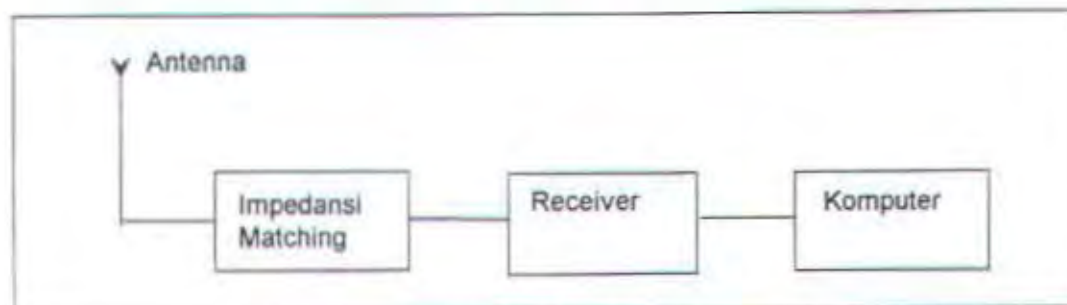 Antenna
Impedansi
Matching
Receiver
Komputer